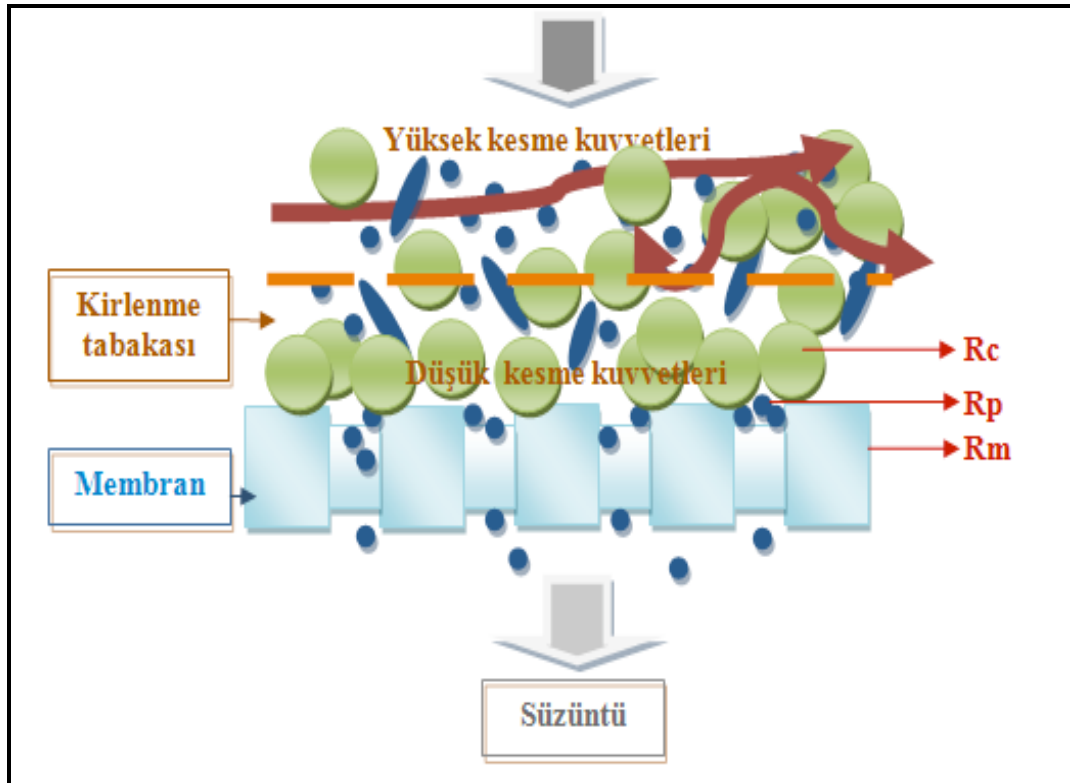 Yüksek kesme kuvvetleri
Kirlenme
tabakası
Düşük kesme kuvvetleri
Rc
Rp
Rm
Membran
Süzüntü